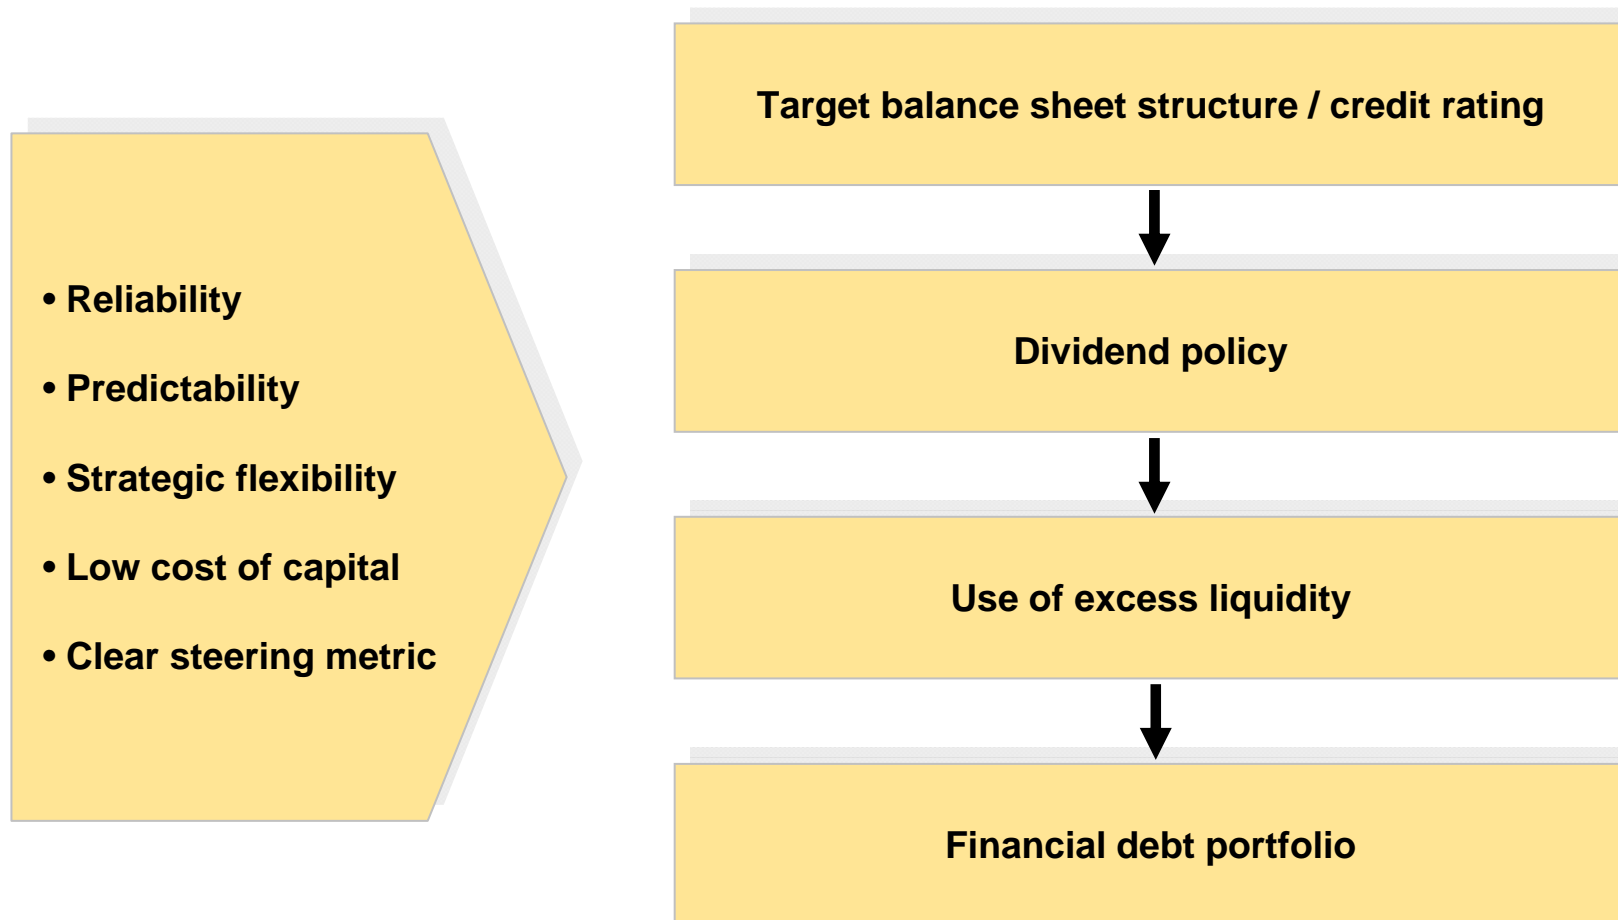 • Reliability
• Predictability
• Strategic flexibility
• Low cost of capital
• Clear steering metric
Target balance sheet structure / credit rating
Dividend policy
Use of excess liquidity
Financial debt portfolio